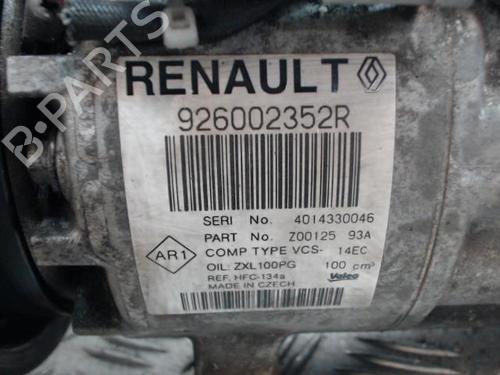 RENAULT
926002352R
SERI No. 4014330046
PART No. Z00125 93A
AR1
COMP TYPE VCS- 14EC
OIL: ZXL100PG 100 cm³
REF. HFC-134a
MADE IN CZECH
Valeo